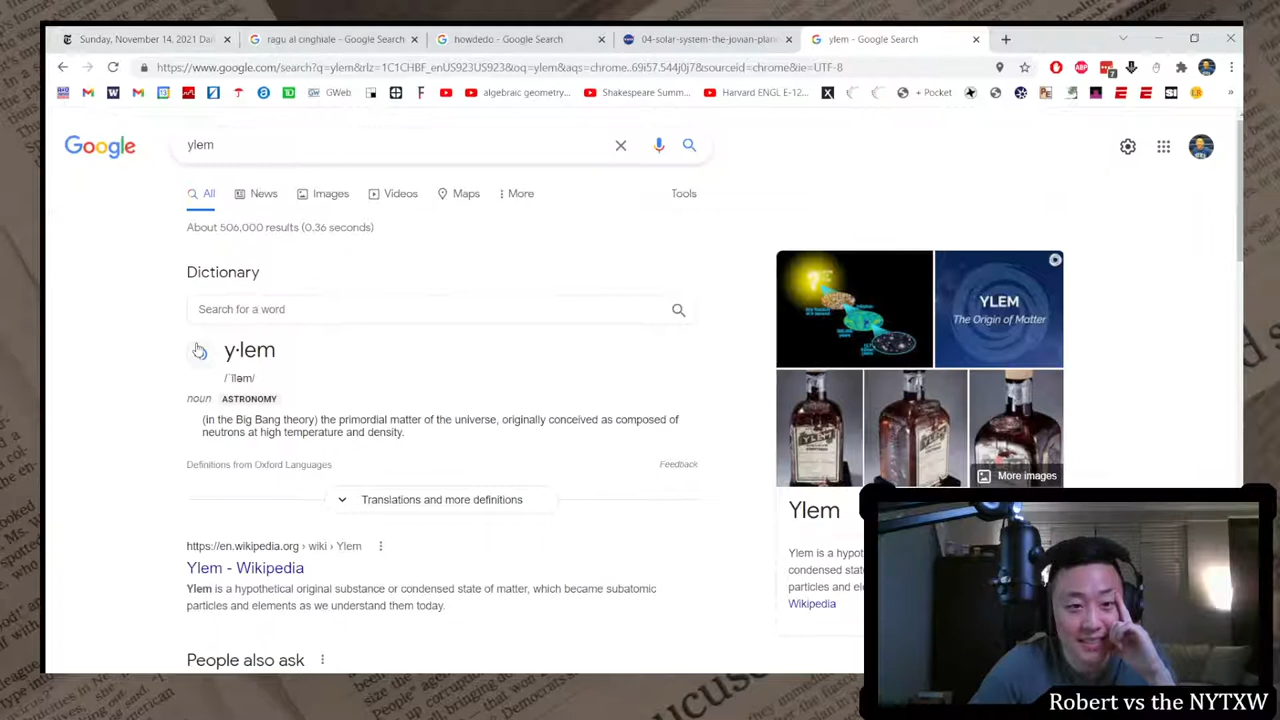 Sunday, November 14, 2021 Dai
ragu al cinghiale - Google Search
howdedo - Google Search
04-solar-system-the-jovian-plan
ylem - Google Search
https://www.google.com/search?q=ylem&rlz=1C1CHBF_enUS923US923&oq=ylem&aqs=chrome..69i57.544j0j7&sourceid=chrome&ie=UTF-8
GWeb
algebraic geometry...
Shakespeare Summ...
Harvard ENGL E-12...
+ Pocket
Google
ylem
All
News
Images
Videos
Maps
More
Tools
About 506,000 results (0.36 seconds)
Dictionary
Search for a word
y·lem
/ˈīləm/
noun ASTRONOMY
(in the Big Bang theory) the primordial matter of the universe, originally conceived as composed of
neutrons at high temperature and density.
Definitions from Oxford Languages
Feedback
Translations and more definitions
https://en.wikipedia.org › wiki › Ylem
Ylem - Wikipedia
Ylem is a hypothetical original substance or condensed state of matter, which became subatomic
particles and elements as we understand them today.
People also ask
YLEM
The Origin of Matter
YLEM
YLEM
More images
Ylem
Ylem is a hypot
condensed state
particles and ele
Wikipedia
Robert vs the NYTXW